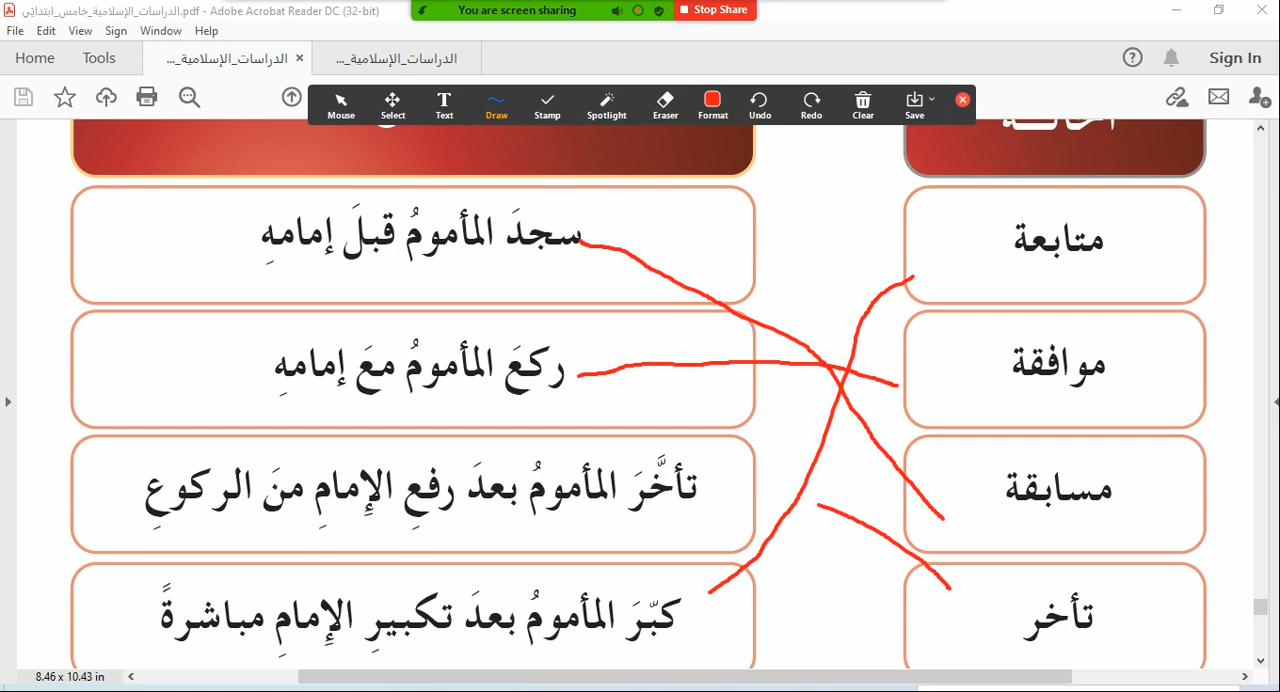 الدراسات_الإسلامية_خامس_ابتدائي.pdf - Adobe Acrobat Reader DC (32-bit)
You are screen sharing
Stop Share
File Edit View Sign Window Help
Home Tools
الدراسات_الإسلامية_... ×
الدراسات_الإسلامية_...
Sign In
Mouse Select Text Draw Stamp Spotlight Eraser Format Undo Redo Clear Save
متابعة
سجدَ المأمومُ قبلَ إمامهِ
موافقة
ركعَ المأمومُ معَ إمامهِ
مسابقة
تأخَّرَ المأمومُ بعدَ رفعِ الإمامِ منَ الركوعِ
تأخر
كبّرَ المأمومُ بعدَ تكبيرِ الإمامِ مباشرةً
8.46 x 10.43 in